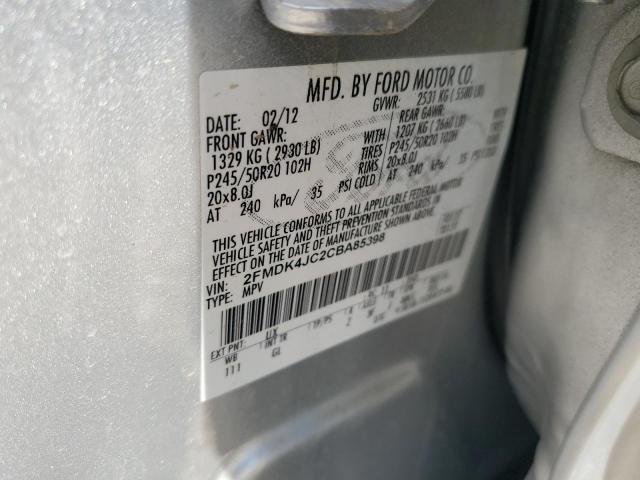 MFD. BY FORD MOTOR CO.
DATE: 02/12 GVWR: 2531 KG ( 5580 LB)
FRONT GAWR: REAR GAWR:
1329 KG ( 2930 LB) WITH 1207 KG ( 2660 LB)
P245/50R20 102H TIRES P245/50R20 102H
20x8.0J RIMS 20x8.0J
AT 240 kPa/ 35 PSI COLD AT 240 kPa/ 35
THIS VEHICLE CONFORMS TO ALL APPLICABLE FEDERAL MOTOR
VEHICLE SAFETY AND THEFT PREVENTION STANDARDS IN
EFFECT ON THE DATE OF MANUFACTURE SHOWN ABOVE.
VIN: 2FMDK4JC2CBA85398
TYPE: MPV
EXT PNT: UX
WB INT TR
111 GL